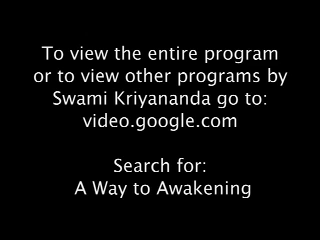 To view the entire program
or to view other programs by
Swami Kriyananda go to:
video.google.com
Search for:
A Way to Awakening